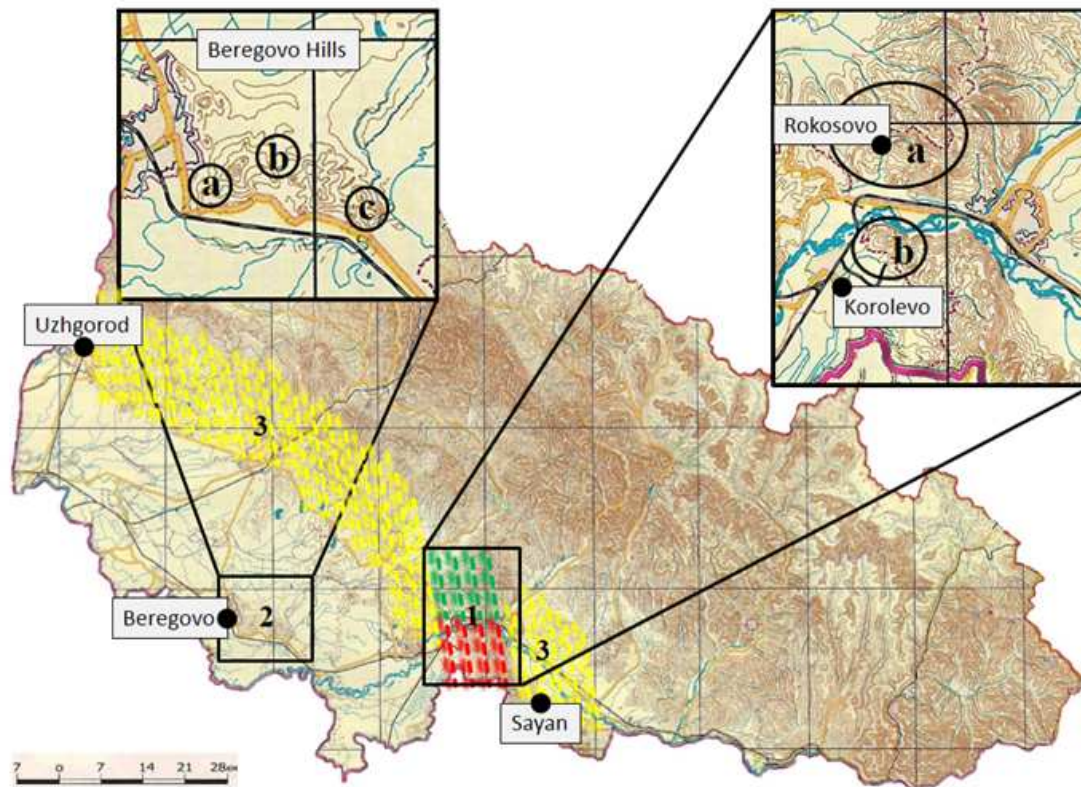 Beregovo Hills
a
b
c
Rokosovo
a
b
Korolevo
Uzhgorod
3
Beregovo
2
1
3
Sayan
7 0 7 14 21 28км